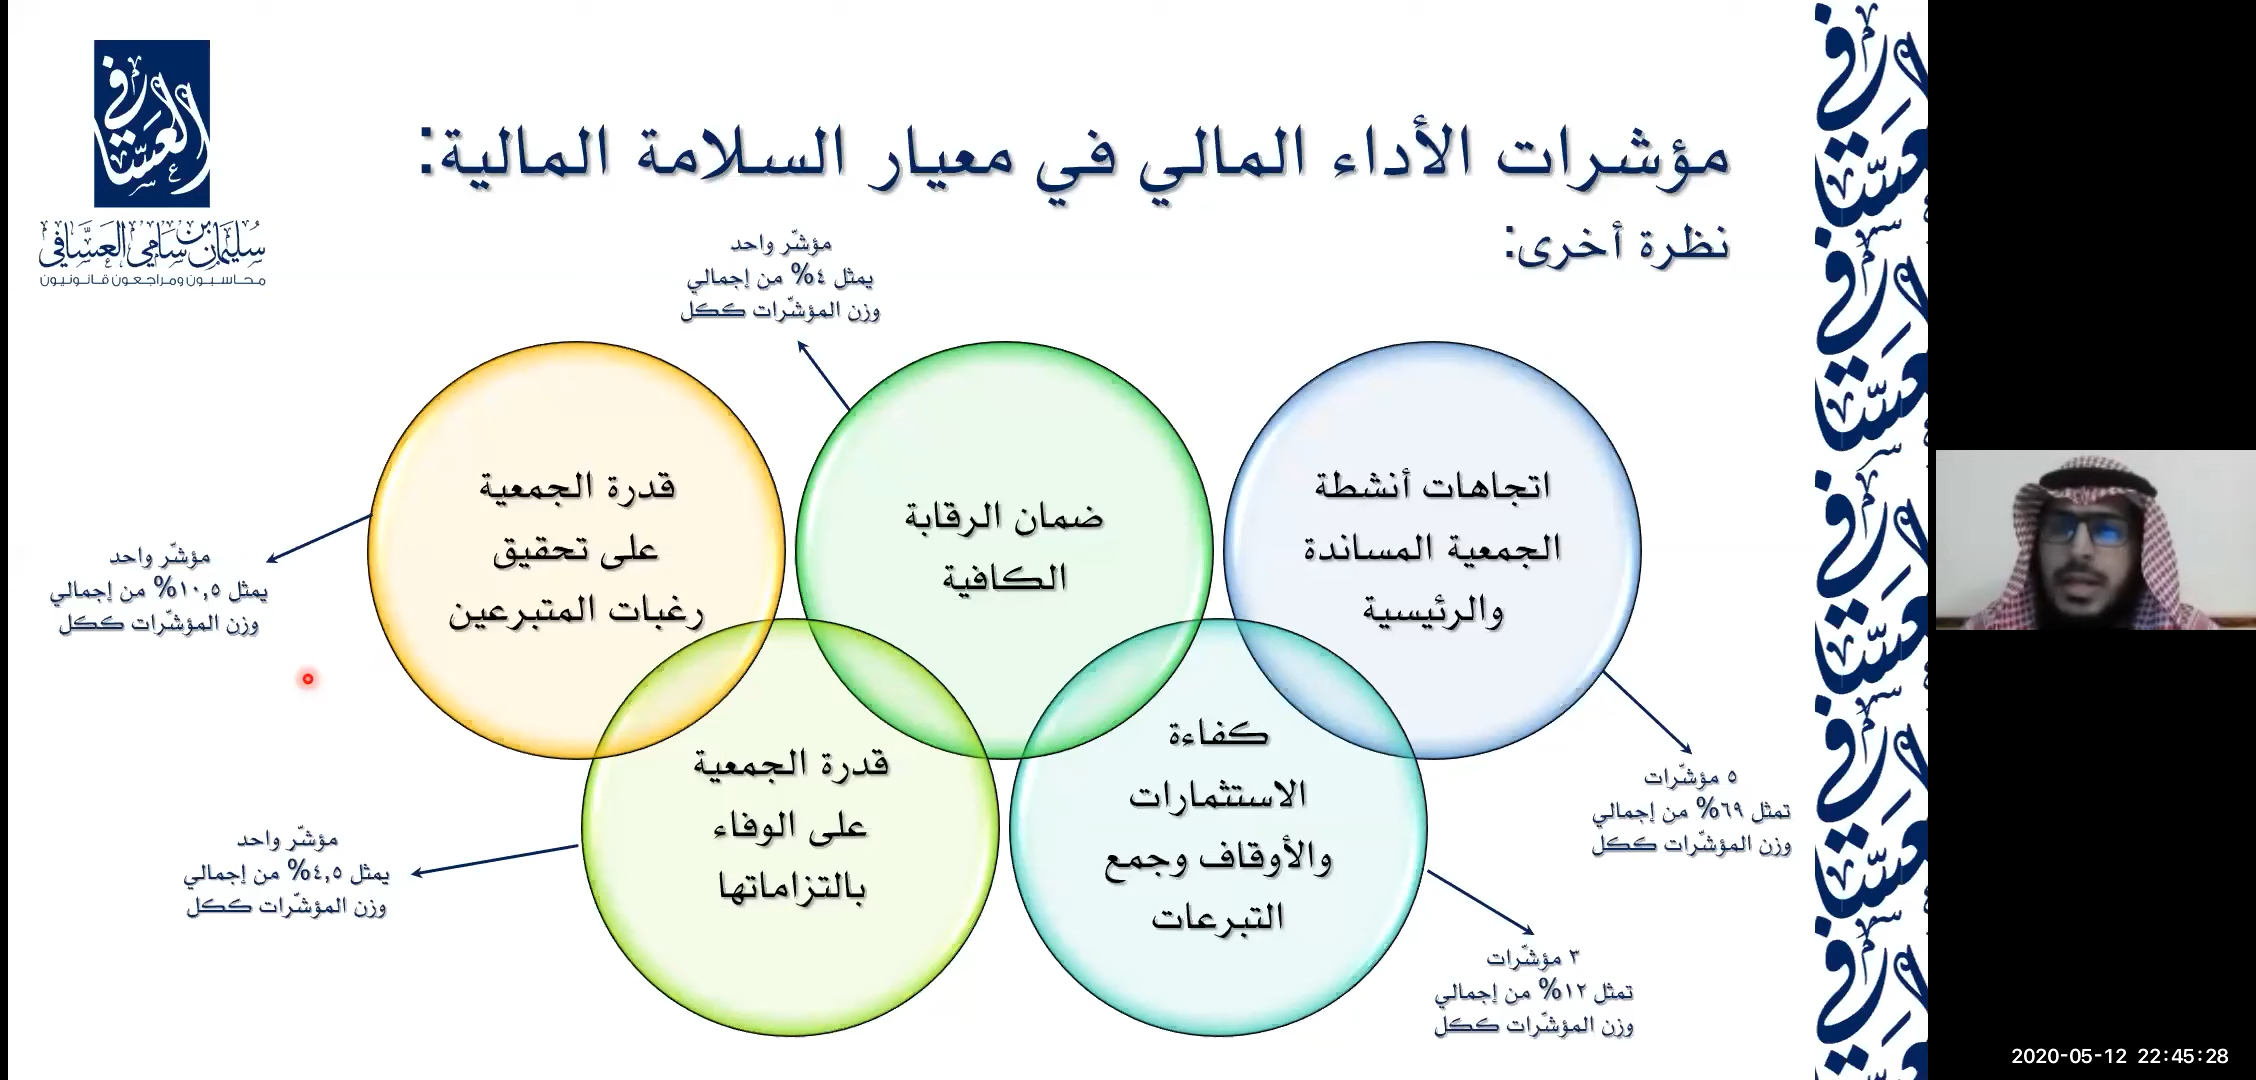 العسافي
سليمان بن سامي العسافي
محاسبون ومراجعون قانونيون
مؤشرات الأداء المالي في معيار السلامة المالية:
نظرة أخرى:
اتجاهات أنشطة
الجمعية المساندة
والرئيسية
٥ مؤشّرات
تمثل ٦٩% من إجمالي
وزن المؤشّرات ككل
كفاءة
الاستثمارات
والأوقاف وجمع
التبرعات
٣ مؤشّرات
تمثل ١٢% من إجمالي
وزن المؤشّرات ككل
ضمان الرقابة
الكافية
مؤشّر واحد
يمثل ٤% من إجمالي
وزن المؤشّرات ككل
قدرة الجمعية
على الوفاء
بالتزاماتها
مؤشّر واحد
يمثل ٤,٥% من إجمالي
وزن المؤشّرات ككل
قدرة الجمعية
على تحقيق
رغبات المتبرعين
مؤشّر واحد
يمثل ١٠,٥% من إجمالي
وزن المؤشّرات ككل
2020-05-12 22:45:28